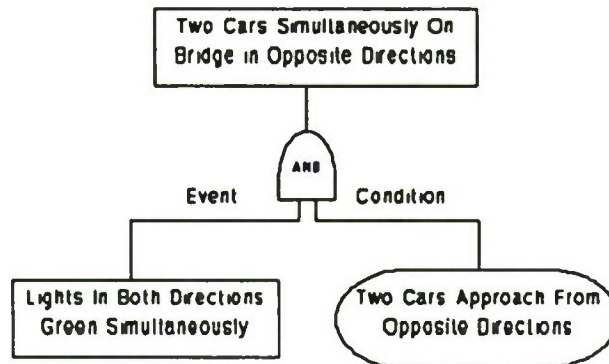 Two Cars Simultaneously On
Bridge in Opposite Directions
AND
Event
Condition
Lights In Both Directions
Green Simultaneously
Two Cars Approach From
Opposite Directions